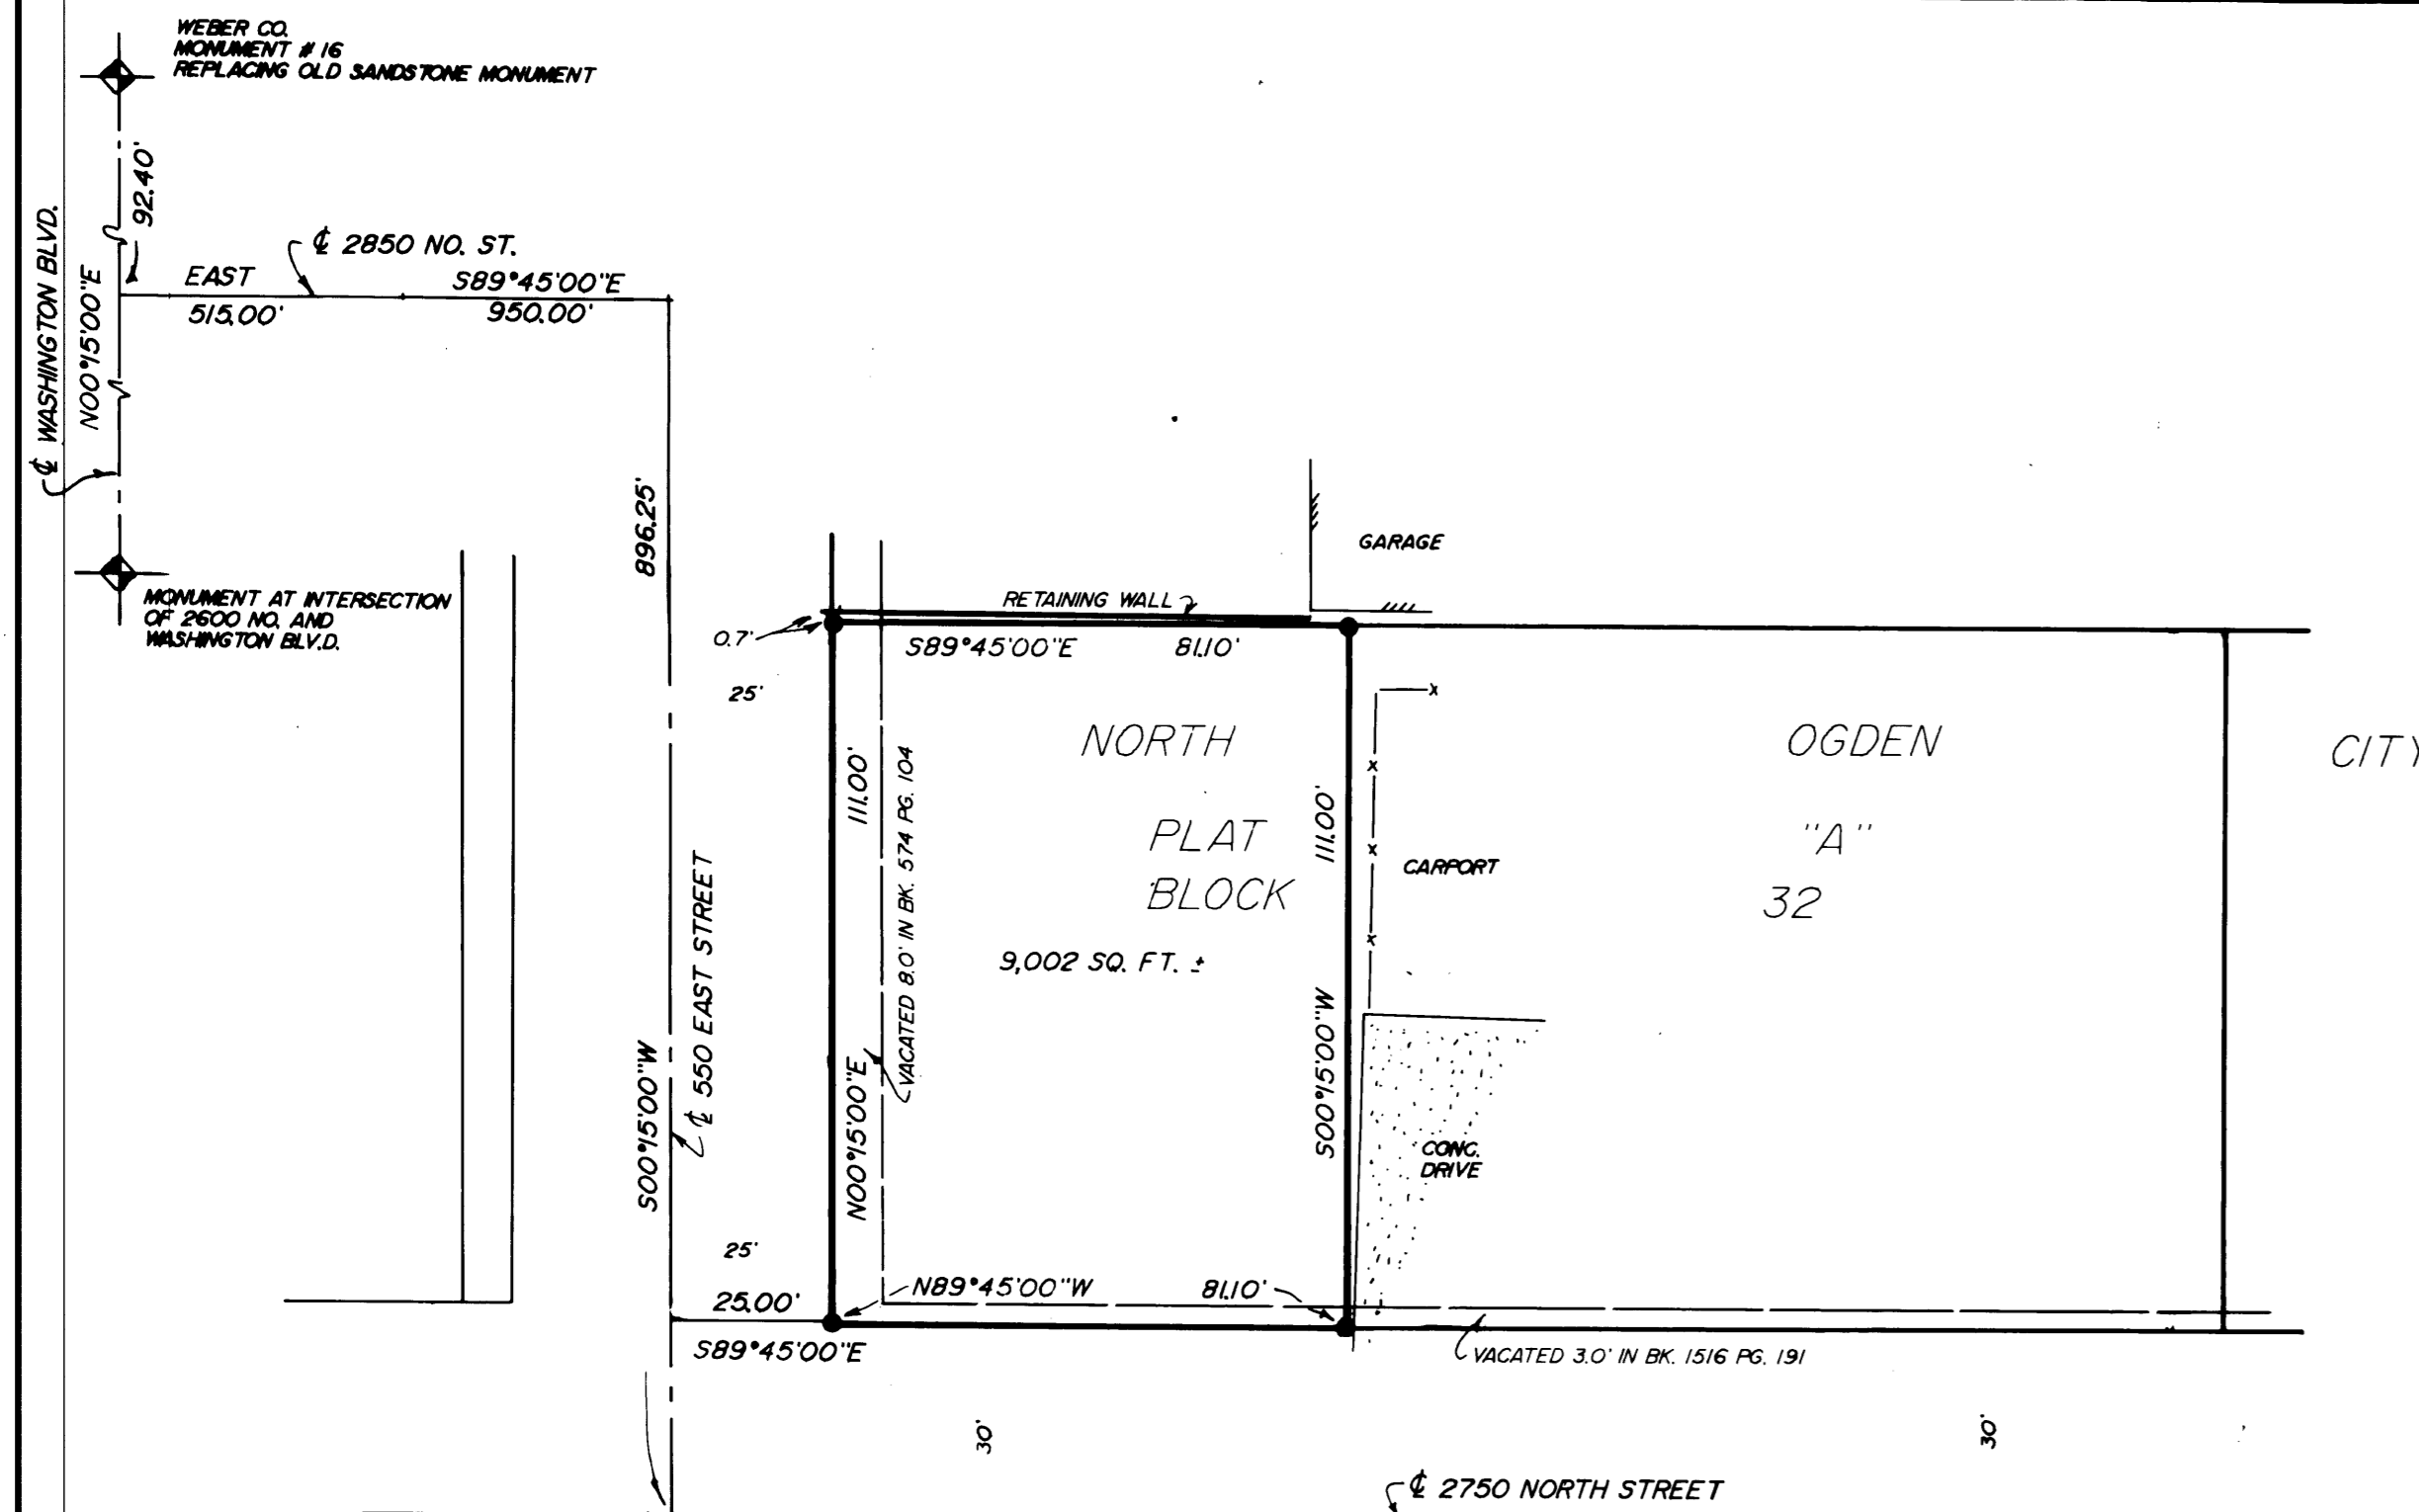 WEBER CO.
MONUMENT # 16
REPLACING OLD SANDSTONE MONUMENT
92.40'
℄ WASHINGTON BLVD.
N00°15'00"E
℄ 2850 NO. ST.
EAST
S89°45'00"E
515.00'
950.00'
896.25'
GARAGE
MONUMENT AT INTERSECTION
OF 2600 NO. AND
WASHINGTON BLV.D.
RETAINING WALL
0.7'
S89°45'00"E
81.10'
25'
NORTH
OGDEN
CITY
111.00'
VACATED 8.0' IN BK. 574 PG. 104
111.00'
PLAT
"A"
BLOCK
32
CARPORT
9,002 SQ. FT. ±
℄ 550 EAST STREET
S00°15'00"W
N00°15'00"E
S00°15'00"W
CONC.
DRIVE
25'
25.00'
N89°45'00"W
81.10'
S89°45'00"E
VACATED 3.0' IN BK. 1516 PG. 191
30'
30'
℄ 2750 NORTH STREET